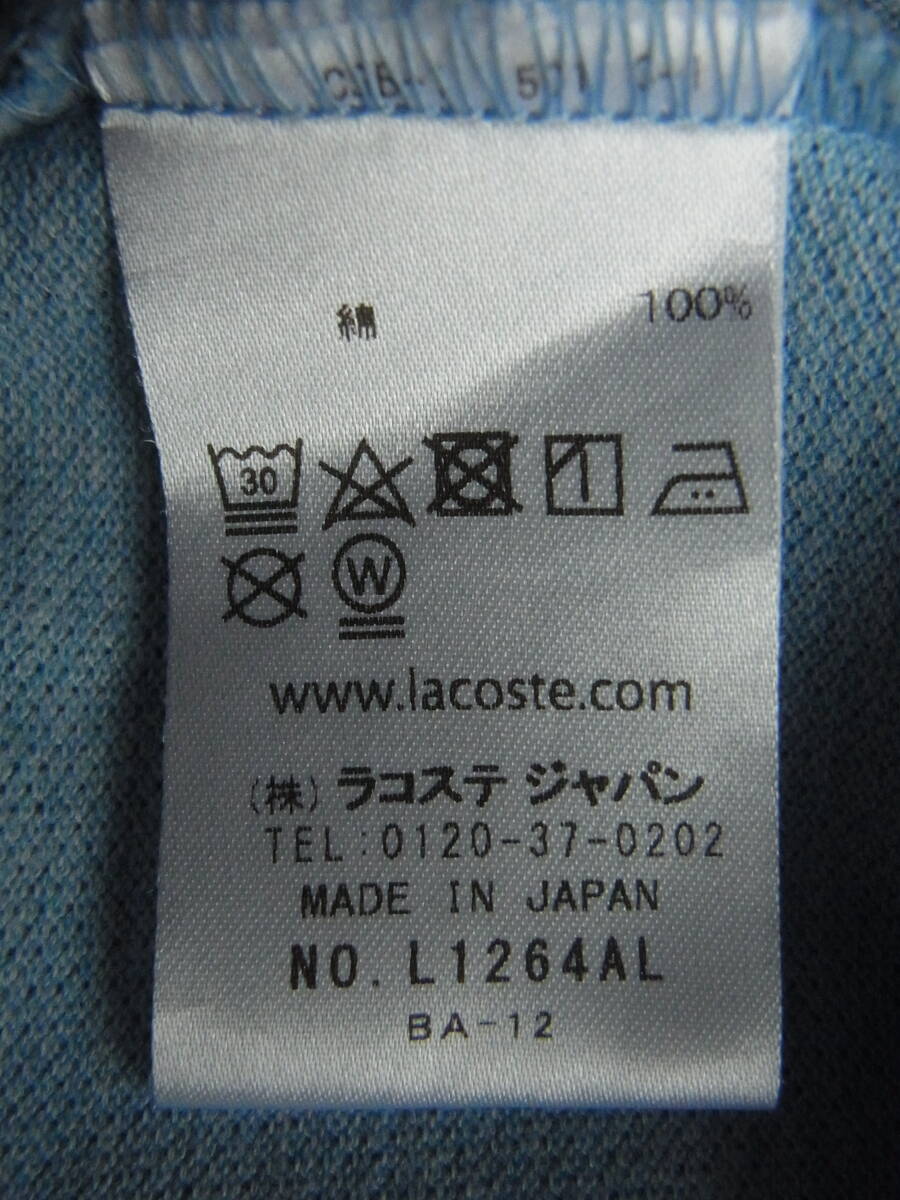 綿 100%
30
W
www.lacoste.com
(株) ラコステ ジャパン
TEL:0120-37-0202
MADE IN JAPAN
NO. L1264AL
BA-12